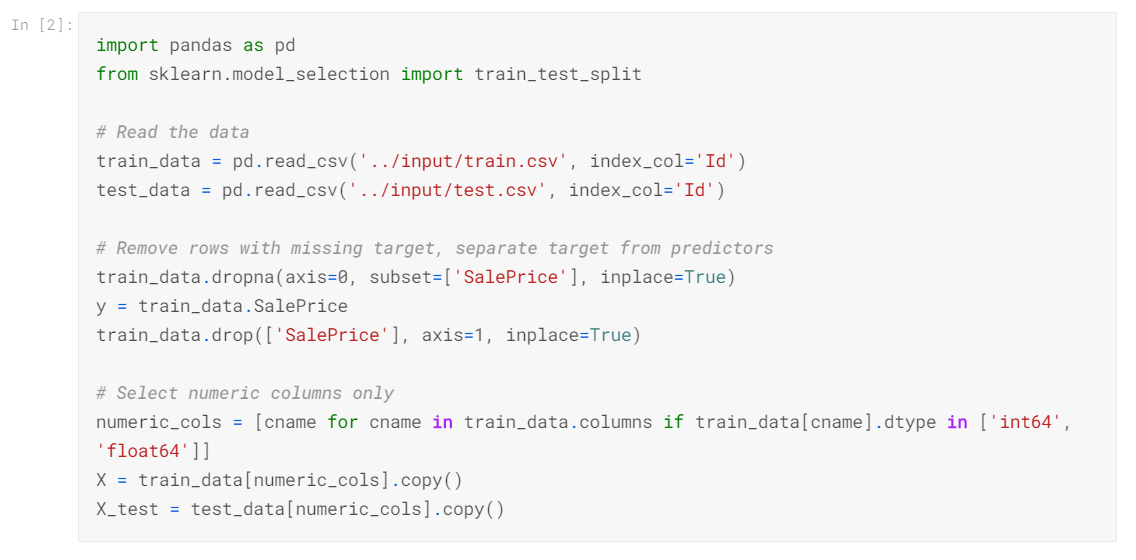 In [2]:
import pandas as pd
from sklearn.model_selection import train_test_split
# Read the data
train_data = pd.read_csv('../input/train.csv', index_col='Id')
test_data = pd.read_csv('../input/test.csv', index_col='Id')
# Remove rows with missing target, separate target from predictors
train_data.dropna(axis=0, subset=['SalePrice'], inplace=True)
y = train_data.SalePrice
train_data.drop(['SalePrice'], axis=1, inplace=True)
# Select numeric columns only
numeric_cols = [cname for cname in train_data.columns if train_data[cname].dtype in ['int64',
'float64']]
X = train_data[numeric_cols].copy()
X_test = test_data[numeric_cols].copy()